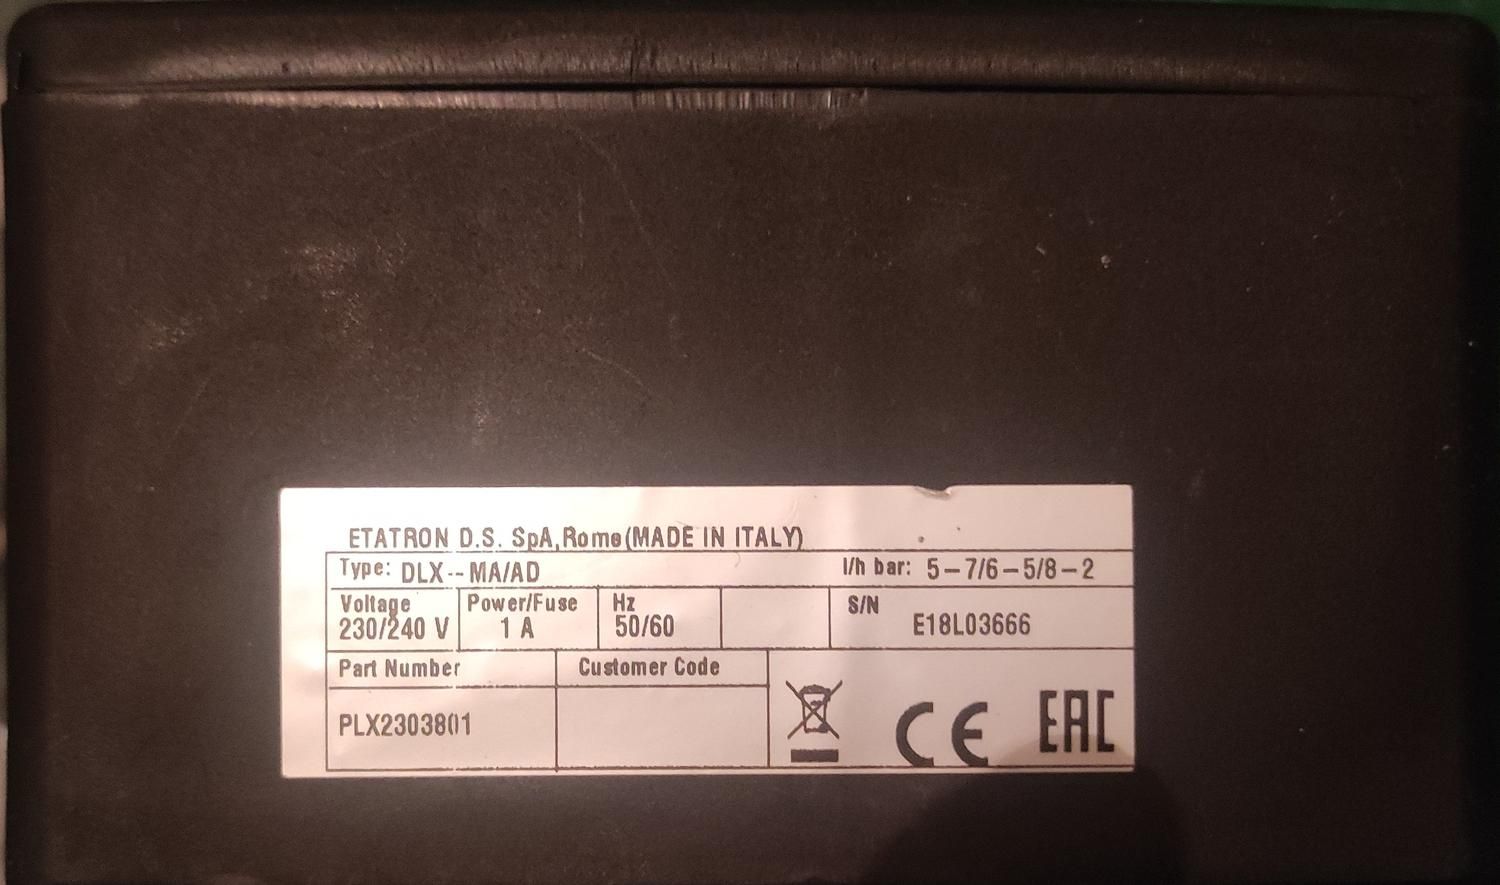 ETATRON D.S. SpA,Rome(MADE IN ITALY)
Type: DLX-- MA/AD l/h bar: 5-7/6-5/8-2
Voltage Power/Fuse Hz S/N
230/240 V 1 A 50/60 E18L03666
Part Number Customer Code
PLX2303801
CE EAC